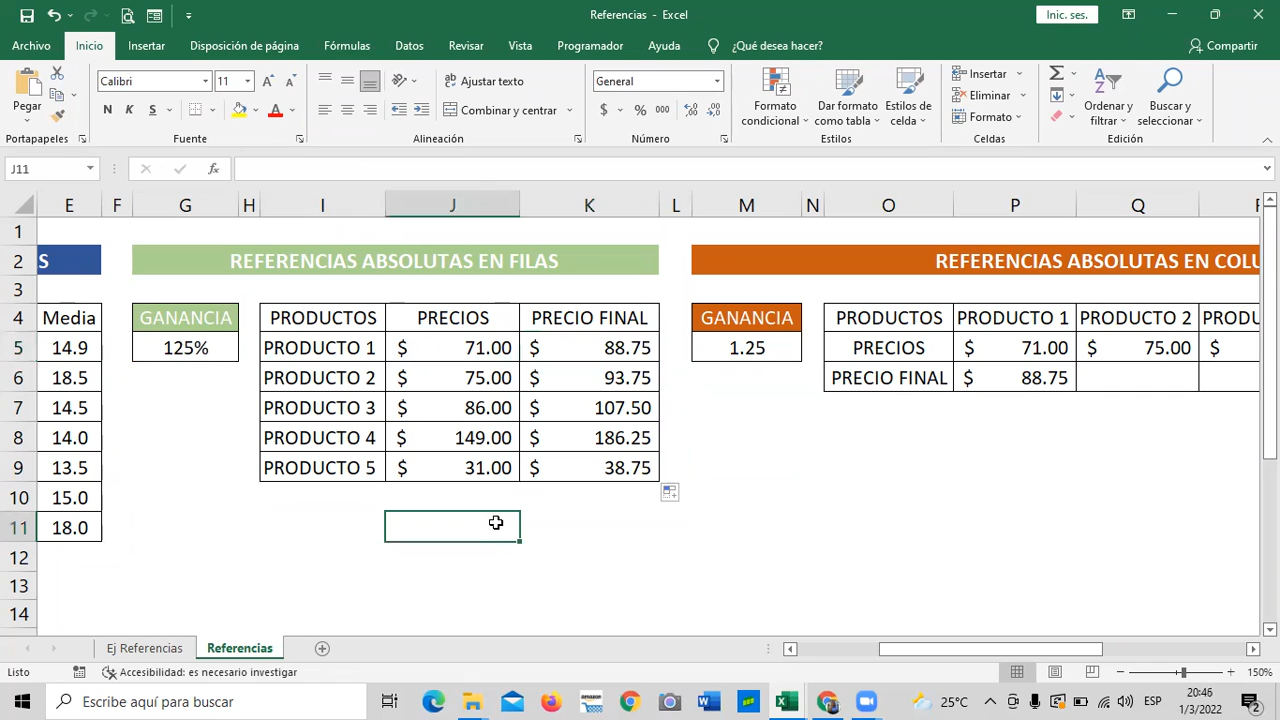 Referencias - Excel
Inic. ses.
Archivo Inicio Insertar Disposición de página Fórmulas Datos Revisar Vista Programador Ayuda ¿Qué desea hacer? Compartir
Pegar
Calibri 11
N K S
Ajustar texto
Combinar y centrar
General
$ % 000
Formato condicional
Dar formato como tabla
Estilos de celda
Insertar
Eliminar
Formato
Ordenar y filtrar
Buscar y seleccionar
Portapapeles Fuente Alineación Número Estilos Celdas Edición
J11 fx
E F G H I J K L M N O P Q
1
2 S REFERENCIAS ABSOLUTAS EN FILAS REFERENCIAS ABSOLUTAS EN COLU
3
4 Media GANANCIA PRODUCTOS PRECIOS PRECIO FINAL GANANCIA PRODUCTOS PRODUCTO 1 PRODUCTO 2 PRODU
5 14.9 125% PRODUCTO 1 $ 71.00 $ 88.75 1.25 PRECIOS $ 71.00 $ 75.00 $
6 18.5 PRODUCTO 2 $ 75.00 $ 93.75 PRECIO FINAL $ 88.75
7 14.5 PRODUCTO 3 $ 86.00 $ 107.50
8 14.0 PRODUCTO 4 $ 149.00 $ 186.25
9 13.5 PRODUCTO 5 $ 31.00 $ 38.75
10 15.0
11 18.0
12
13
14
Ej Referencias Referencias
Listo Accesibilidad: es necesario investigar 150%
Escribe aquí para buscar 25°C ESP 20:46
1/3/2022 2